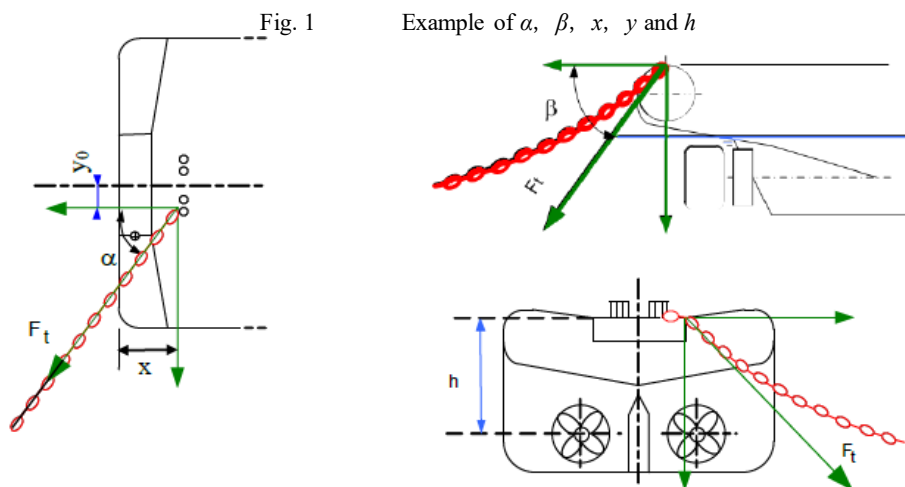 Fig. 1 Example of α, β, x, y and h
y₀
α
Fₜ
x
β
Ft
h
Fₜ